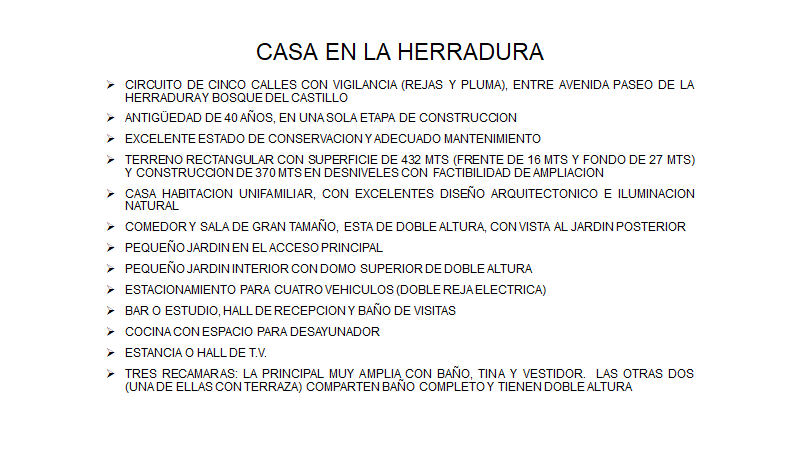 CASA EN LA HERRADURA
➢ CIRCUITO DE CINCO CALLES CON VIGILANCIA (REJAS Y PLUMA), ENTRE AVENIDA PASEO DE LA
HERRADURA Y BOSQUE DEL CASTILLO
➢ ANTIGÜEDAD DE 40 AÑOS, EN UNA SOLA ETAPA DE CONSTRUCCION
➢ EXCELENTE ESTADO DE CONSERVACION Y ADECUADO MANTENIMIENTO
➢ TERRENO RECTANGULAR CON SUPERFICIE DE 432 MTS (FRENTE DE 16 MTS Y FONDO DE 27 MTS)
Y CONSTRUCCION DE 370 MTS EN DESNIVELES CON FACTIBILIDAD DE AMPLIACION
➢ CASA HABITACION UNIFAMILIAR, CON EXCELENTES DISEÑO ARQUITECTONICO E ILUMINACION
NATURAL
➢ COMEDOR Y SALA DE GRAN TAMAÑO, ESTA DE DOBLE ALTURA, CON VISTA AL JARDIN POSTERIOR
➢ PEQUEÑO JARDIN EN EL ACCESO PRINCIPAL
➢ PEQUEÑO JARDIN INTERIOR CON DOMO SUPERIOR DE DOBLE ALTURA
➢ ESTACIONAMIENTO PARA CUATRO VEHICULOS (DOBLE REJA ELECTRICA)
➢ BAR O ESTUDIO, HALL DE RECEPCION Y BAÑO DE VISITAS
➢ COCINA CON ESPACIO PARA DESAYUNADOR
➢ ESTANCIA O HALL DE T.V.
➢ TRES RECAMARAS: LA PRINCIPAL MUY AMPLIA CON BAÑO, TINA Y VESTIDOR. LAS OTRAS DOS
(UNA DE ELLAS CON TERRAZA) COMPARTEN BAÑO COMPLETO Y TIENEN DOBLE ALTURA